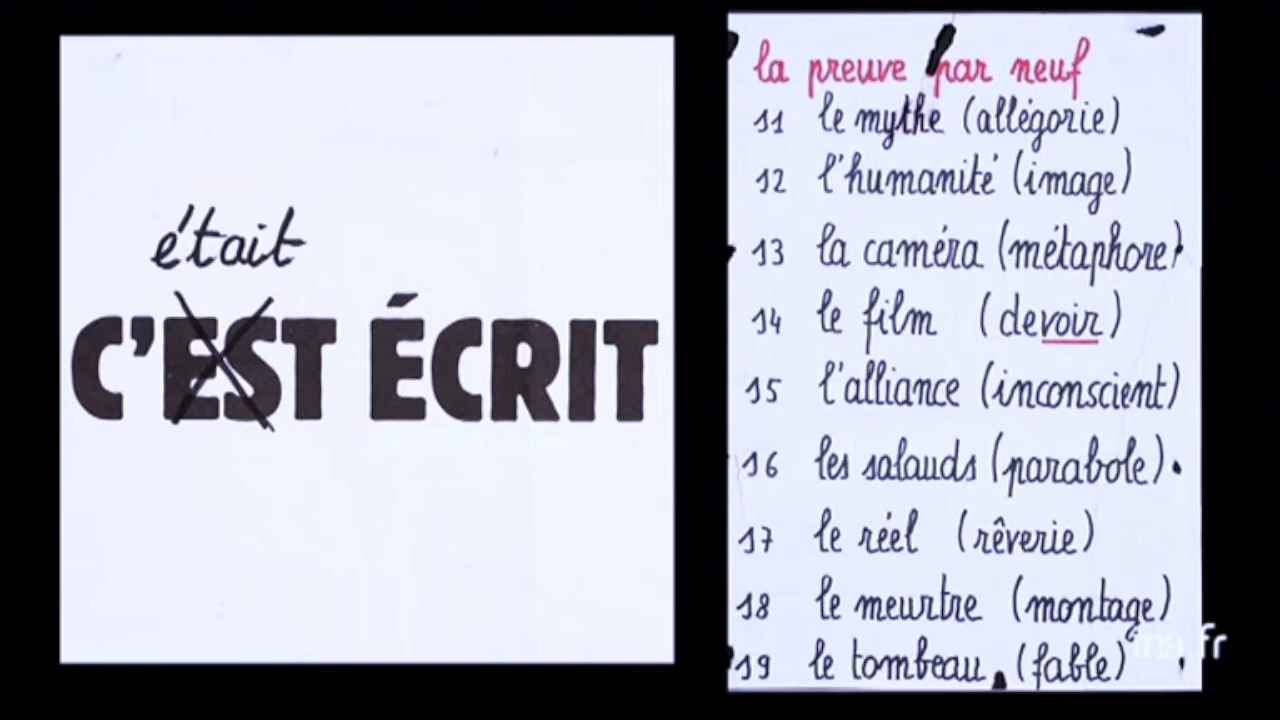 était
C'EST ÉCRIT
la preuve par neuf
11 le mythe (allégorie)
12 l'humanité (image)
13 la caméra (métaphore)
14 le film (devoir)
15 l'alliance (inconscient)
16 les salauds (parabole).
17 le réel (rêverie)
18 le meurtre (montage)
19 le tombeau (fable)
ina.fr